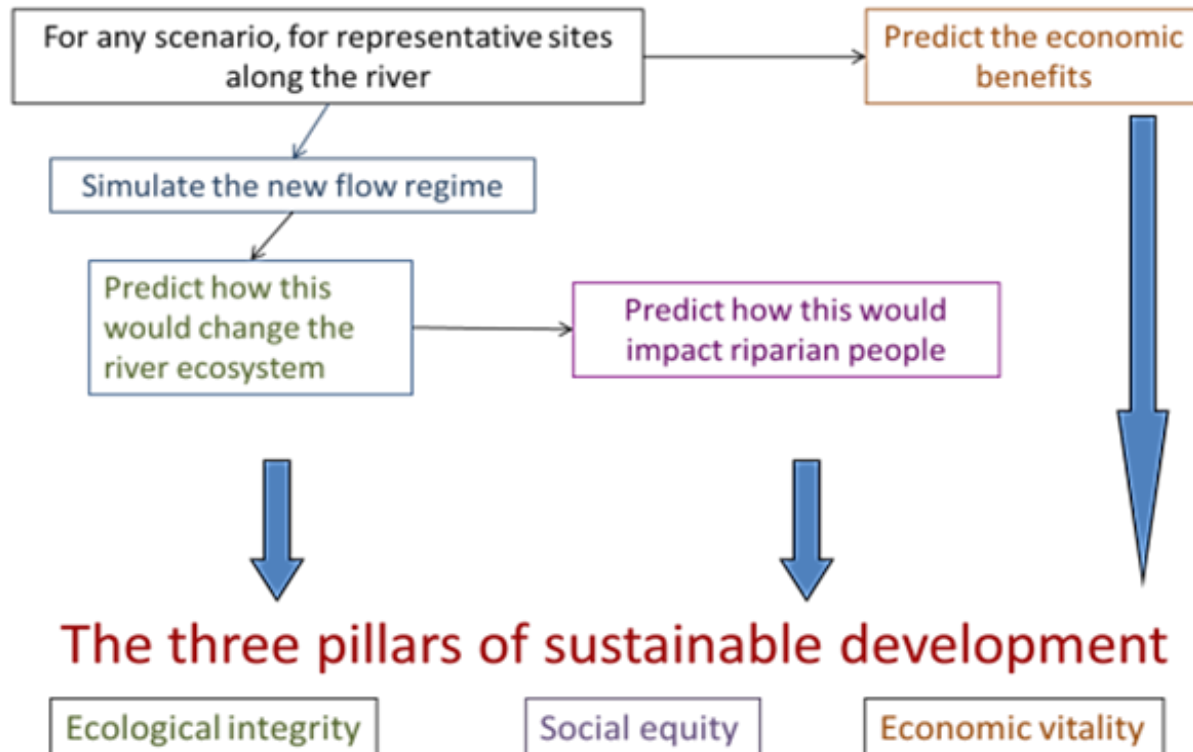 For any scenario, for representative sites
along the river
Predict the economic
benefits
Simulate the new flow regime
Predict how this
would change the
river ecosystem
Predict how this would
impact riparian people
The three pillars of sustainable development
Ecological integrity
Social equity
Economic vitality